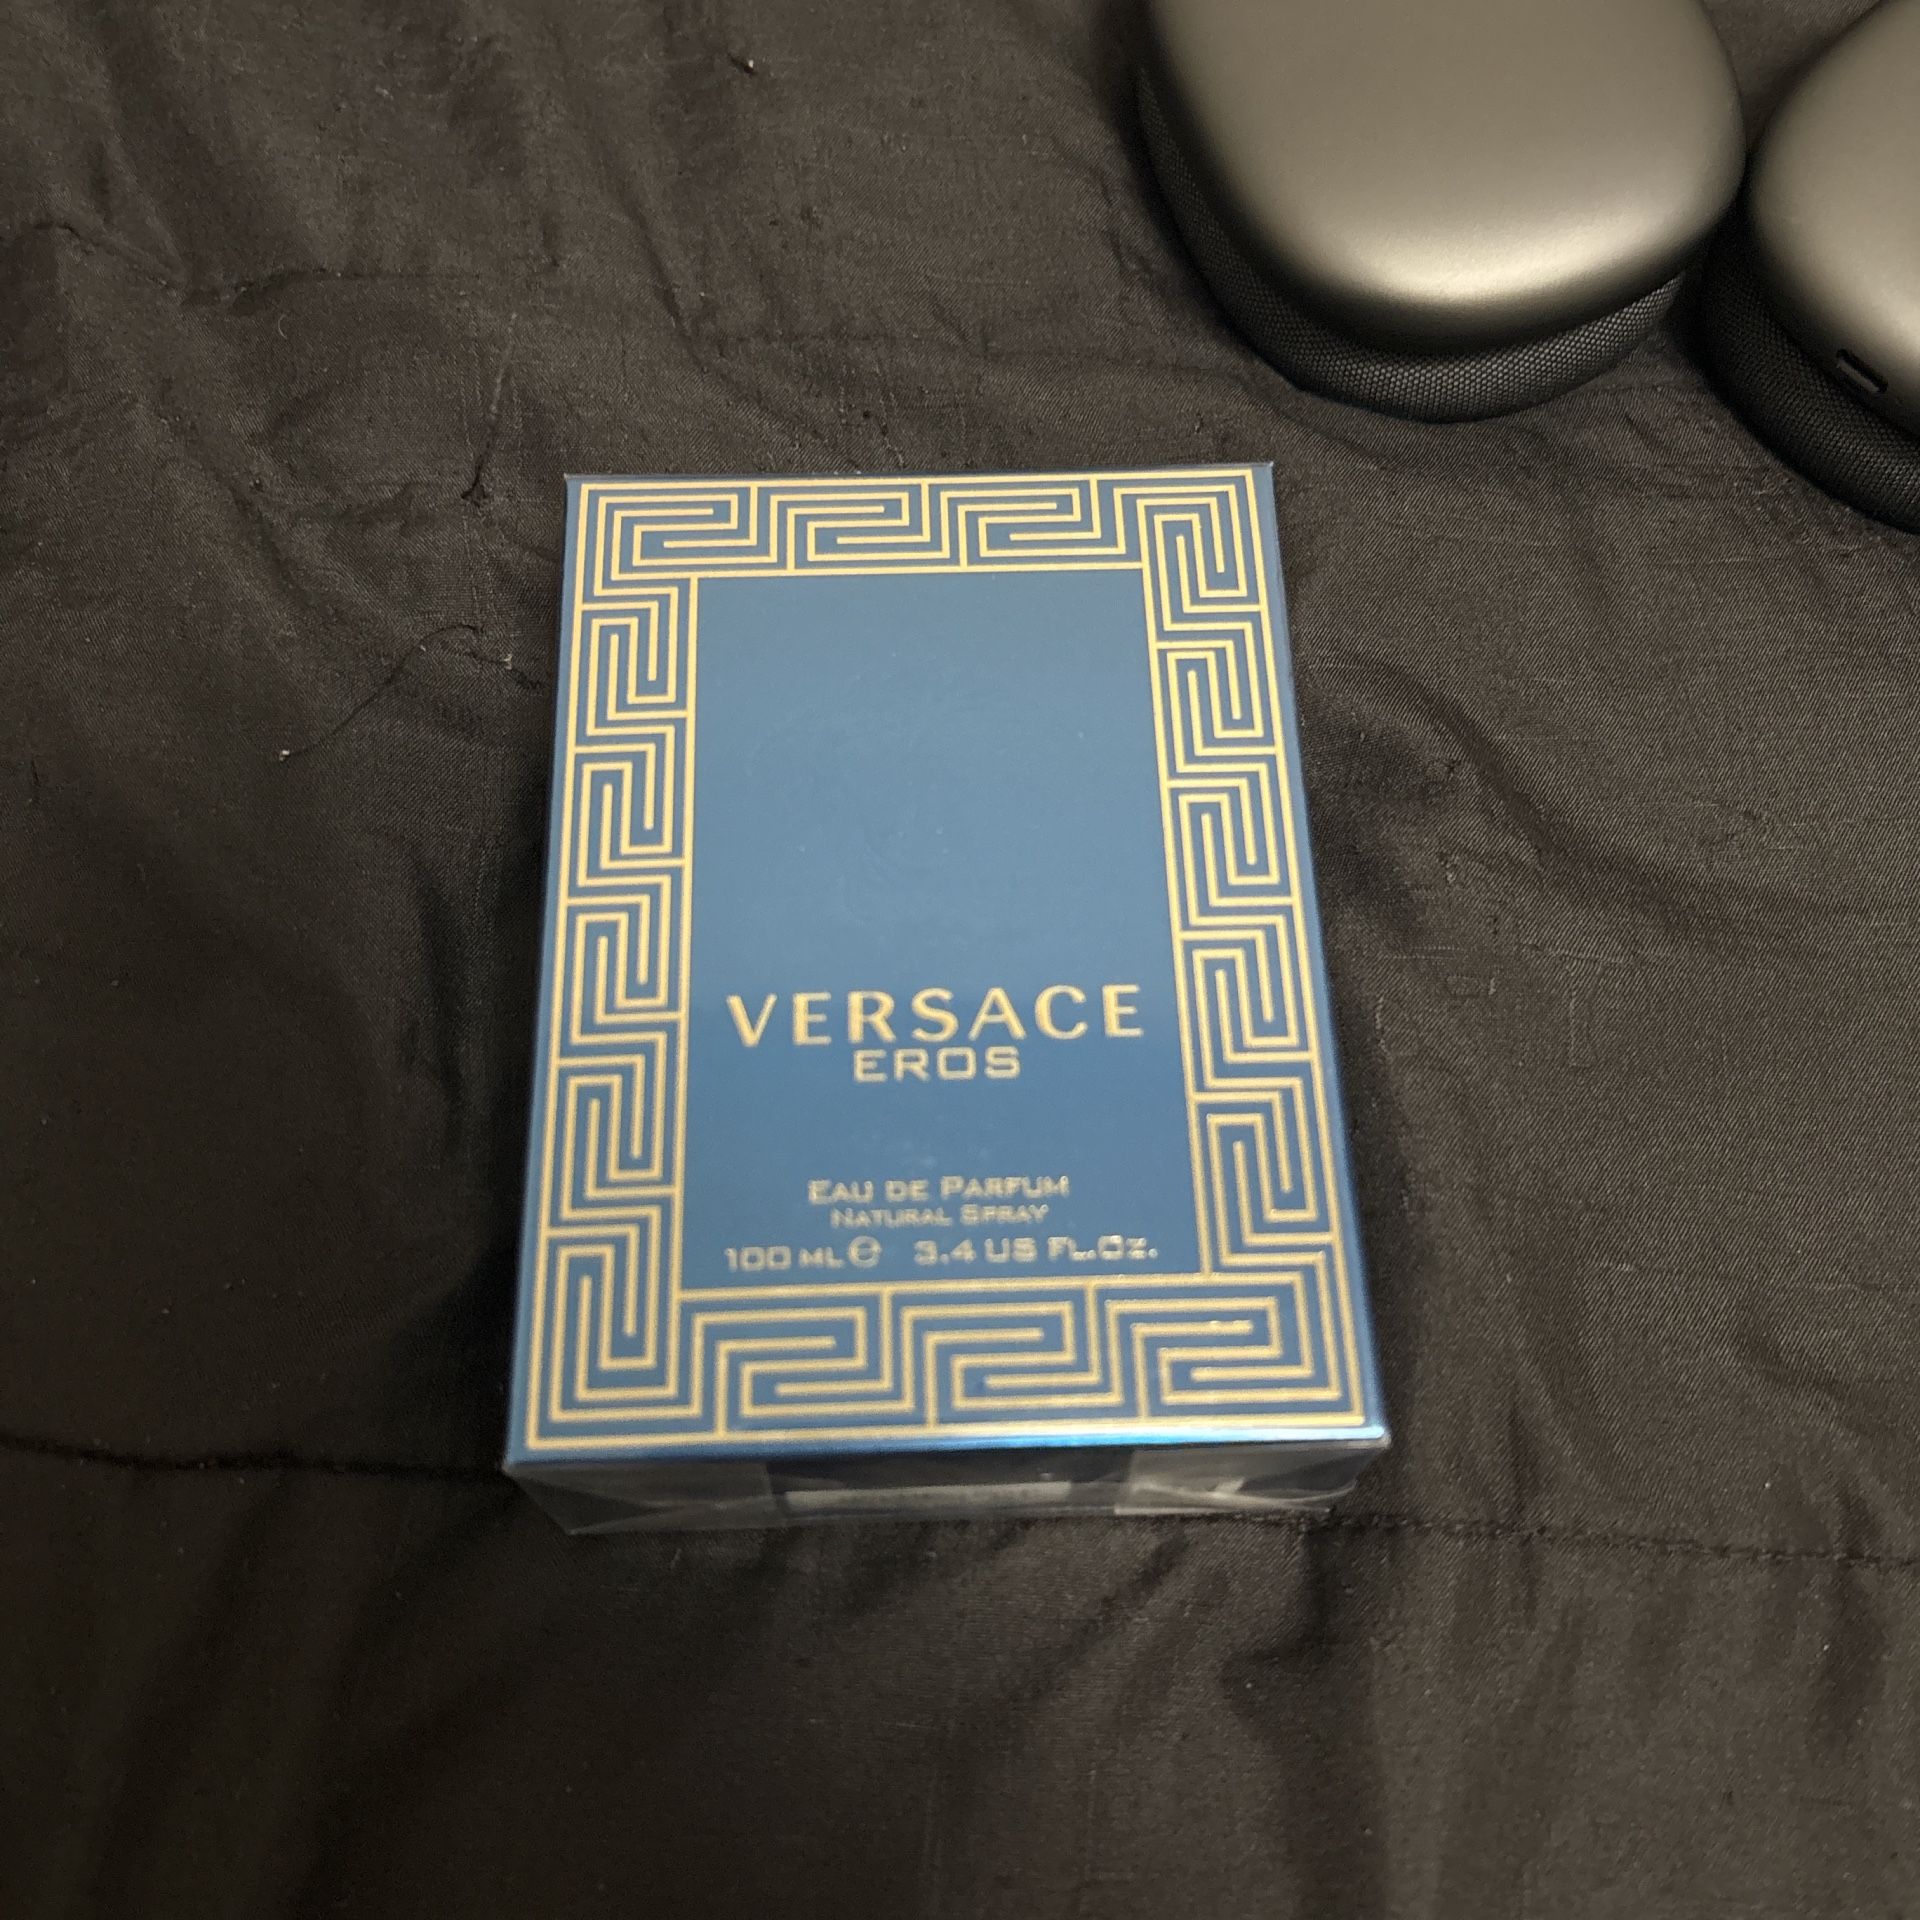 VERSACE
EROS
EAU DE PARFUM
NATURAL SPRAY
100 ML ℮ 3.4 US FL.OZ.